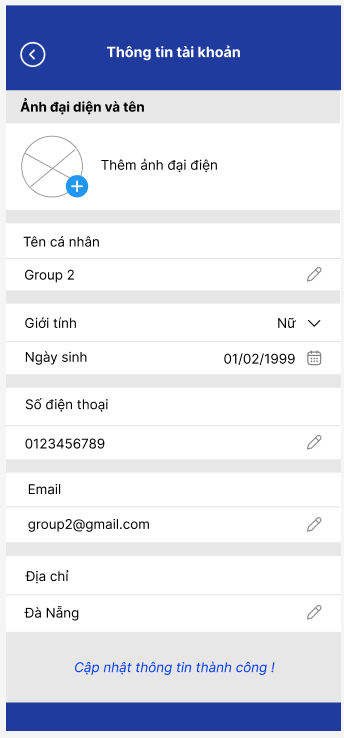 Thông tin tài khoản
Ảnh đại diện và tên
Thêm ảnh đại điện
Tên cá nhân
Group 2
Giới tính Nữ
Ngày sinh 01/02/1999
Số điện thoại
0123456789
Email
group2@gmail.com
Địa chỉ
Đà Nẵng
Cập nhật thông tin thành công !